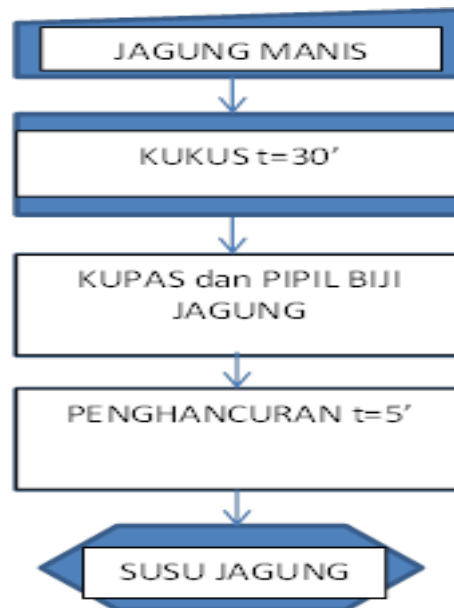 JAGUNG MANIS
KUKUS t=30′
KUPAS dan PIPIL BIJI
JAGUNG
PENGHANCURAN t=5′
SUSU JAGUNG